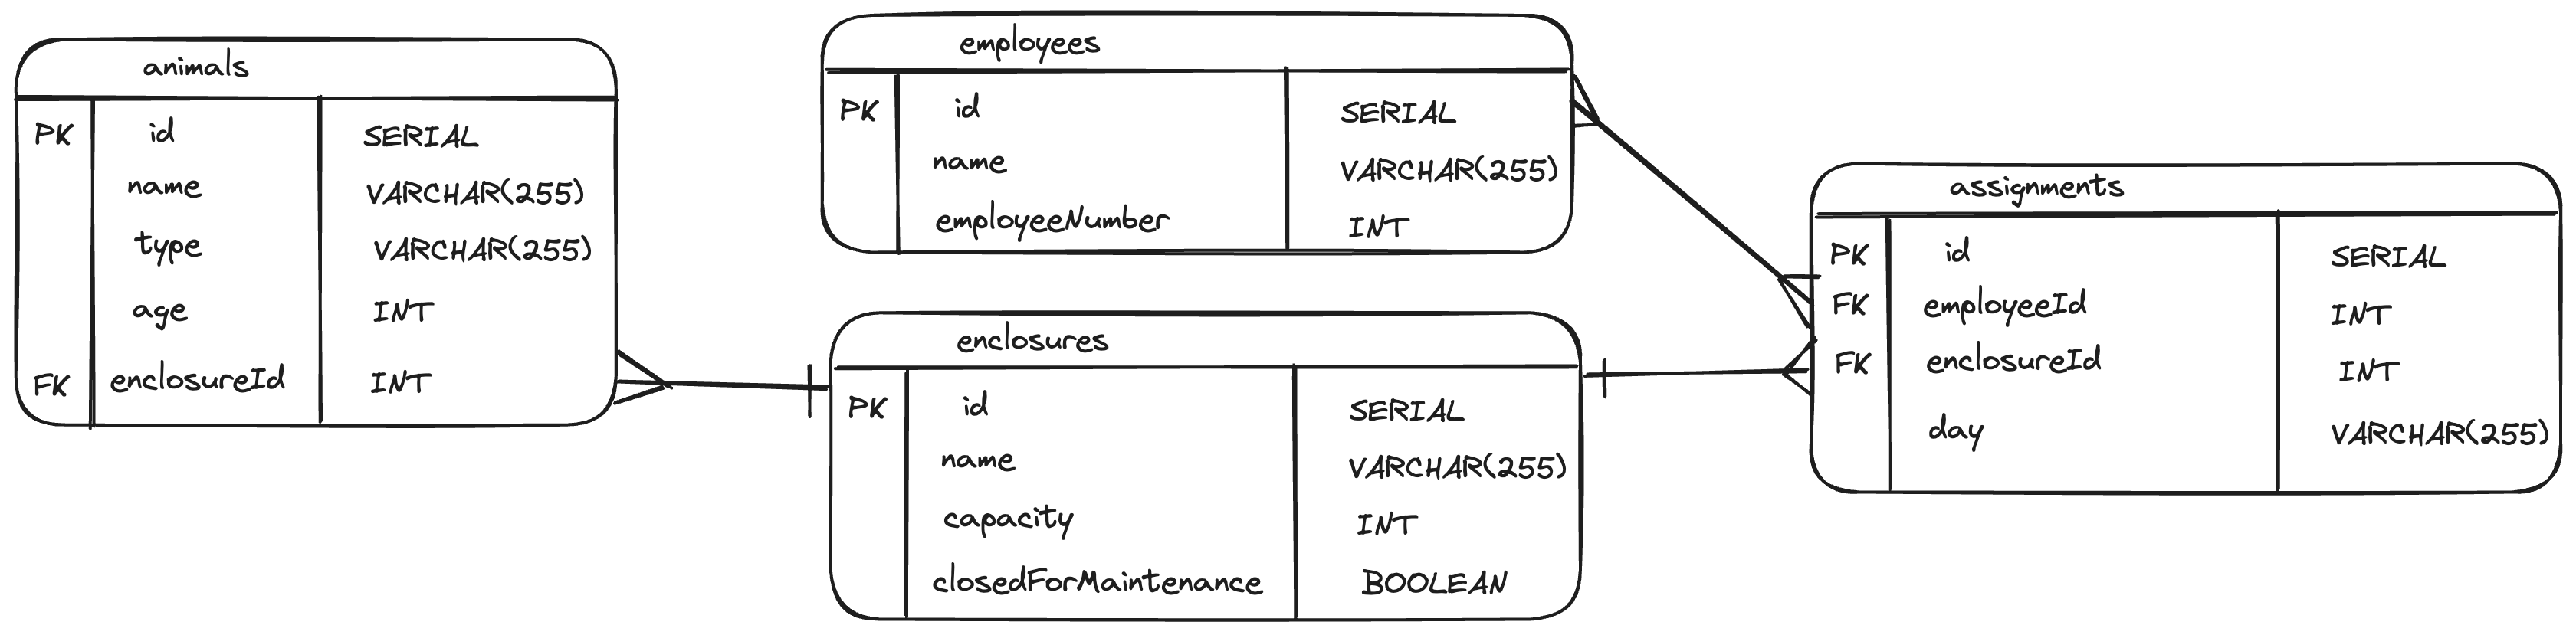 animals
PK id SERIAL
name VARCHAR(255)
type VARCHAR(255)
age INT
FK enclosureId INT
employees
PK id SERIAL
name VARCHAR(255)
employeeNumber INT
enclosures
PK id SERIAL
name VARCHAR(255)
capacity INT
closedForMaintenance BOOLEAN
assignments
PK id SERIAL
FK employeeId INT
FK enclosureId INT
day VARCHAR(255)